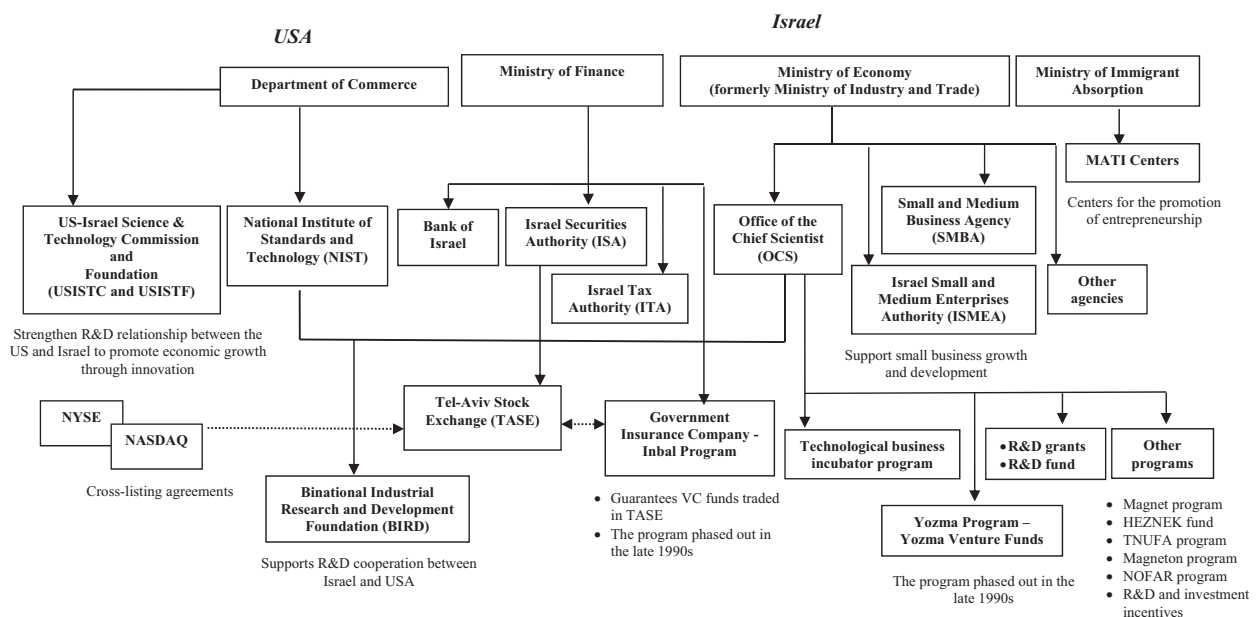 USA
Israel
Department of Commerce
Ministry of Finance
Ministry of Economy
(formerly Ministry of Industry and Trade)
Ministry of Immigrant
Absorption
MATI Centers
Centers for the promotion
of entrepreneurship
US-Israel Science &
Technology Commission
and
Foundation
(USISTC and USISTF)
Strengthen R&D relationship between the
US and Israel to promote economic growth
through innovation
National Institute of
Standards and
Technology (NIST)
Bank of
Israel
Israel Securities
Authority (ISA)
Israel Tax
Authority (ITA)
Office of the
Chief Scientist
(OCS)
Small and Medium
Business Agency
(SMBA)
Israel Small and
Medium Enterprises
Authority (ISMEA)
Other
agencies
Support small business growth
and development
NYSE
NASDAQ
Cross-listing agreements
Tel-Aviv Stock
Exchange (TASE)
Government
Insurance Company -
Inbal Program
• Guarantees VC funds traded
in TASE
• The program phased out in
the late 1990s
Binational Industrial
Research and Development
Foundation (BIRD)
Supports R&D cooperation between
Israel and USA
Technological business
incubator program
• R&D grants
• R&D fund
Other
programs
Yozma Program –
Yozma Venture Funds
The program phased out in the
late 1990s
• Magnet program
• HEZNEK fund
• TNUFA program
• Magneton program
• NOFAR program
• R&D and investment
incentives